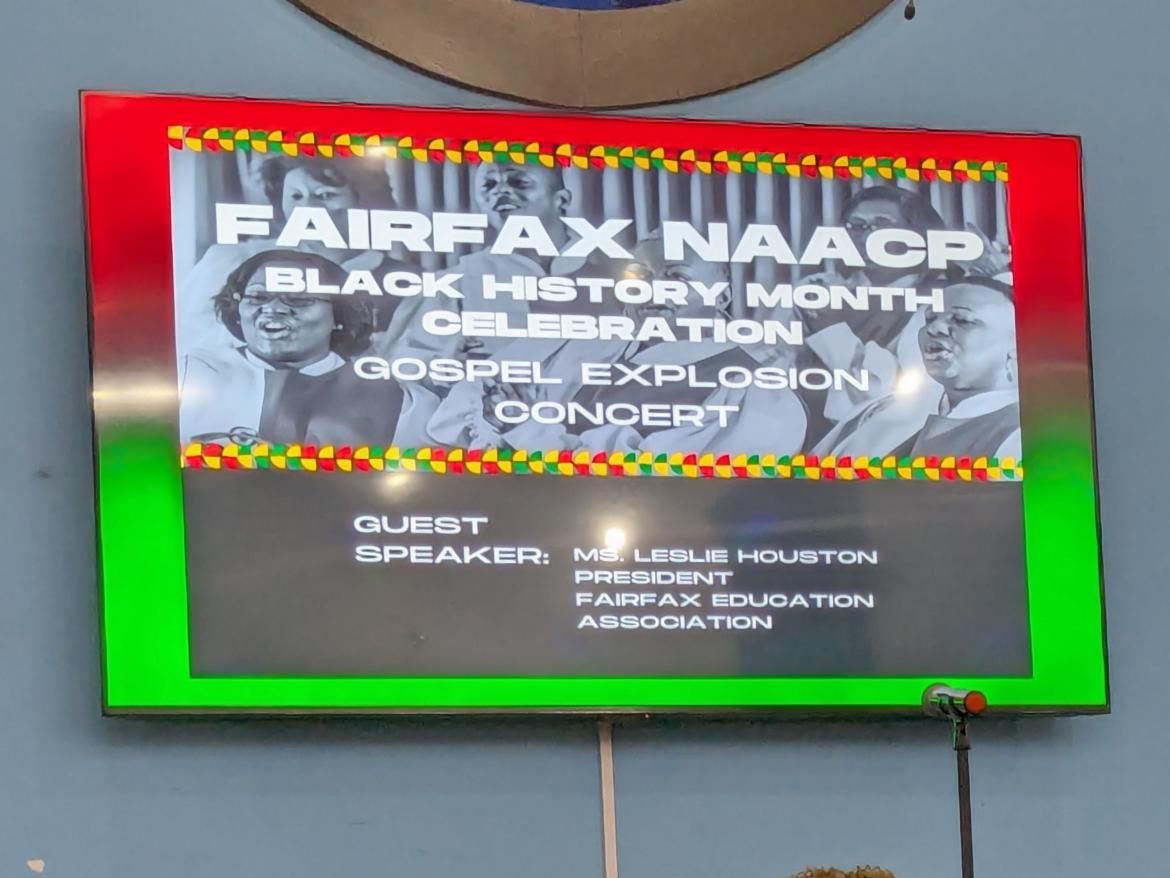 FAIRFAX NAACP
BLACK HISTORY MONTH
CELEBRATION
GOSPEL EXPLOSION
CONCERT
GUEST
SPEAKER:
MS. LESLIE HOUSTON
PRESIDENT
FAIRFAX EDUCATION
ASSOCIATION